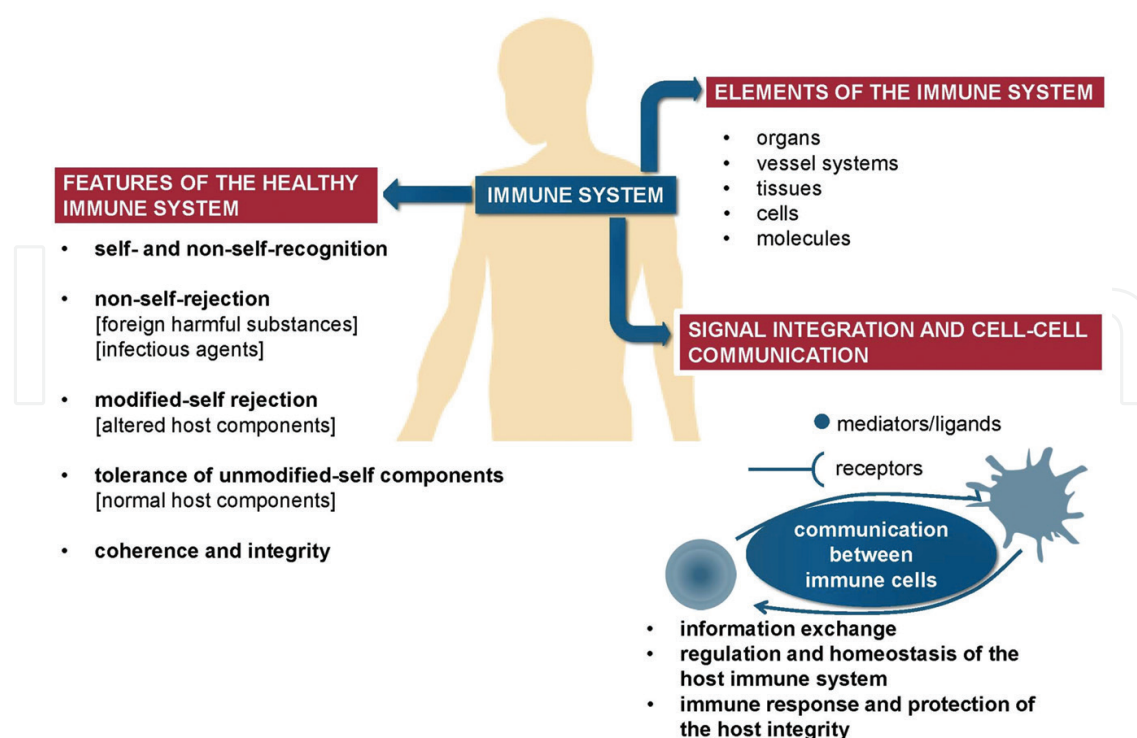 ELEMENTS OF THE IMMUNE SYSTEM
• organs
• vessel systems
• tissues
• cells
• molecules
IMMUNE SYSTEM
FEATURES OF THE HEALTHY
IMMUNE SYSTEM
• self- and non-self-recognition
• non-self-rejection
[foreign harmful substances]
[infectious agents]
• modified-self rejection
[altered host components]
• tolerance of unmodified-self components
[normal host components]
• coherence and integrity
SIGNAL INTEGRATION AND CELL-CELL
COMMUNICATION
mediators/ligands
receptors
communication
between
immune cells
• information exchange
• regulation and homeostasis of the
host immune system
• immune response and protection of
the host integrity